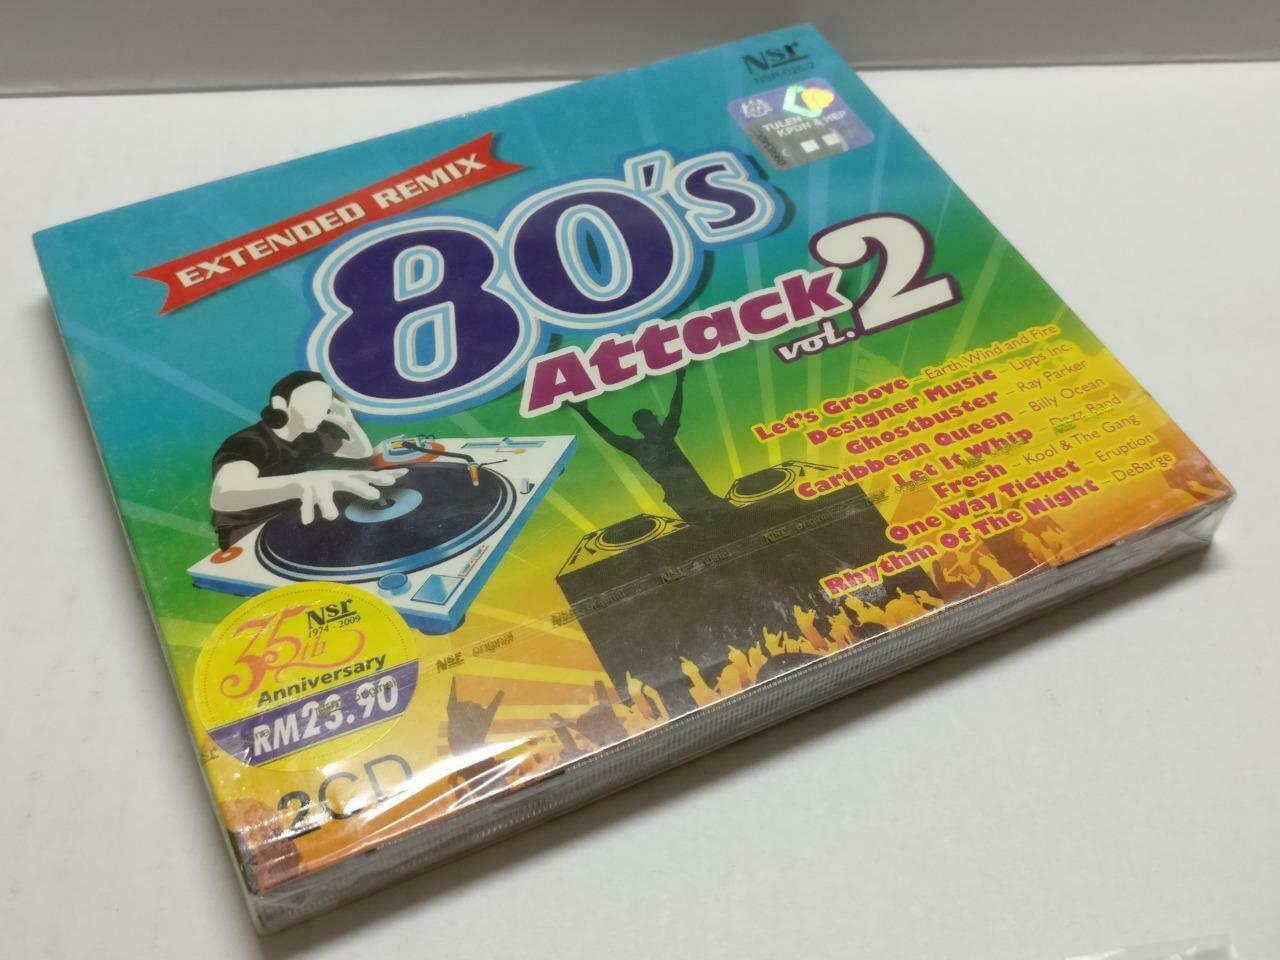 Nsr
EXTENDED REMIX
80's
Attack
vol. 2
TULEN
KPDN & HEP
Let's Groove – Earth, Wind and Fire
Designer Music – Lipps Inc.
Ghostbuster – Ray Parker
Caribbean Queen – Billy Ocean
Let It Whip – Dazz Band
Fresh – Kool & The Gang
One Way Ticket – Eruption
Rhythm Of The Night – DeBarge
Nsr original
35th
Nsr
1974 - 2009
Anniversary
RM23.90
2CD